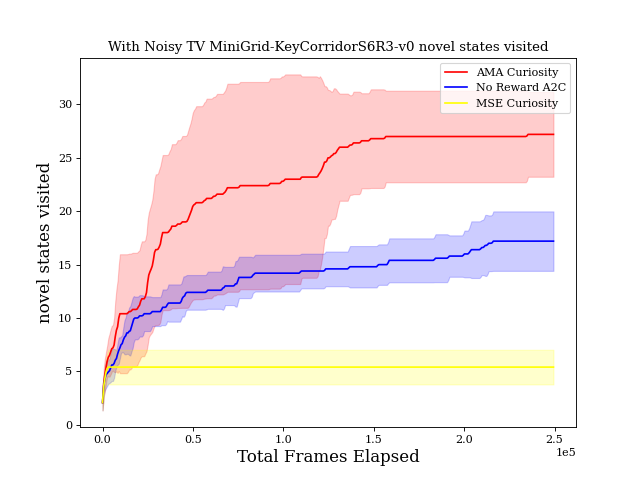 With Noisy TV MiniGrid-KeyCorridorS6R3-v0 novel states visited
AMA Curiosity
No Reward A2C
MSE Curiosity
novel states visited
30
25
20
15
10
5
0
0.0 0.5 1.0 1.5 2.0 2.5
1e5
Total Frames Elapsed